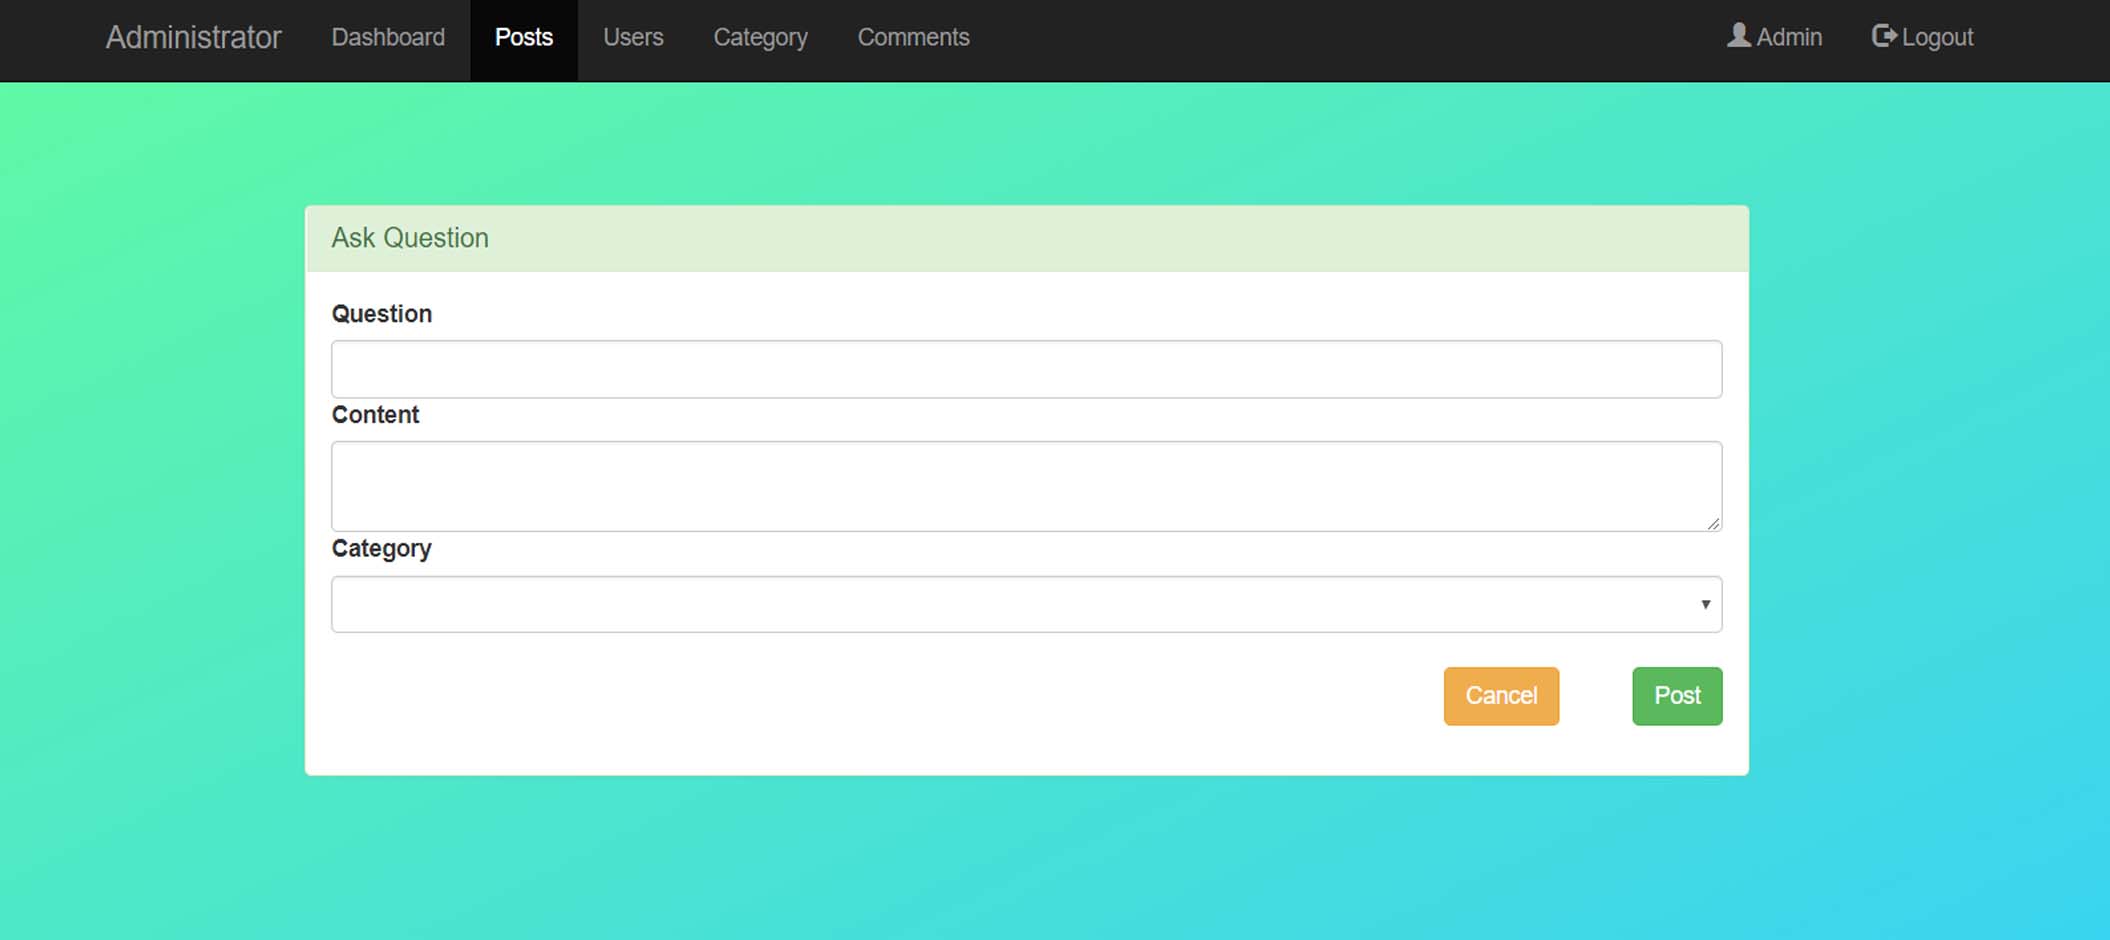 Administrator Dashboard Posts Users Category Comments Admin Logout
Ask Question
Question
Content
Category
Cancel Post